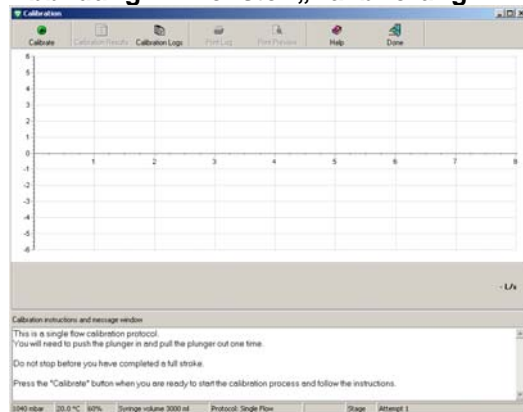 Calibration
Calibrate Calibration Results Calibration Logs Print Log Print Preview Help Done
6
5
4
3
2
1
0
1 2 3 4 5 6 7 8
-1
-2
-3
-4
-5
-6
- L/s
Calibration instructions and message window
This is a single flow calibration protocol.
You will need to push the plunger in and pull the plunger out one time.
Do not stop before you have completed a full stroke.
Press the "Calibrate" button when you are ready to start the calibration process and follow the instructions.
1040 mbar 20.0 °C 60% Syringe volume 3000 ml Protocol: Single Flow Stage Attempt 1